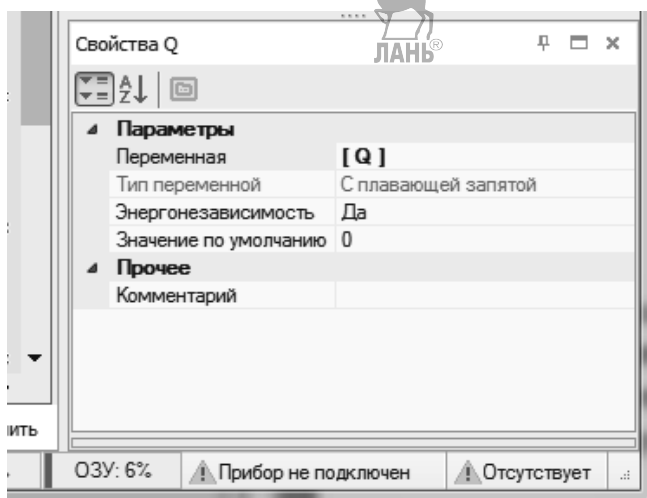 ЛАНЬ®
Свойства Q
A
Z
Параметры
Переменная [ Q ]
Тип переменной С плавающей запятой
Энергонезависимость Да
Значение по умолчанию 0
Прочее
Комментарий
ить
ОЗУ: 6% Прибор не подключен Отсутствует